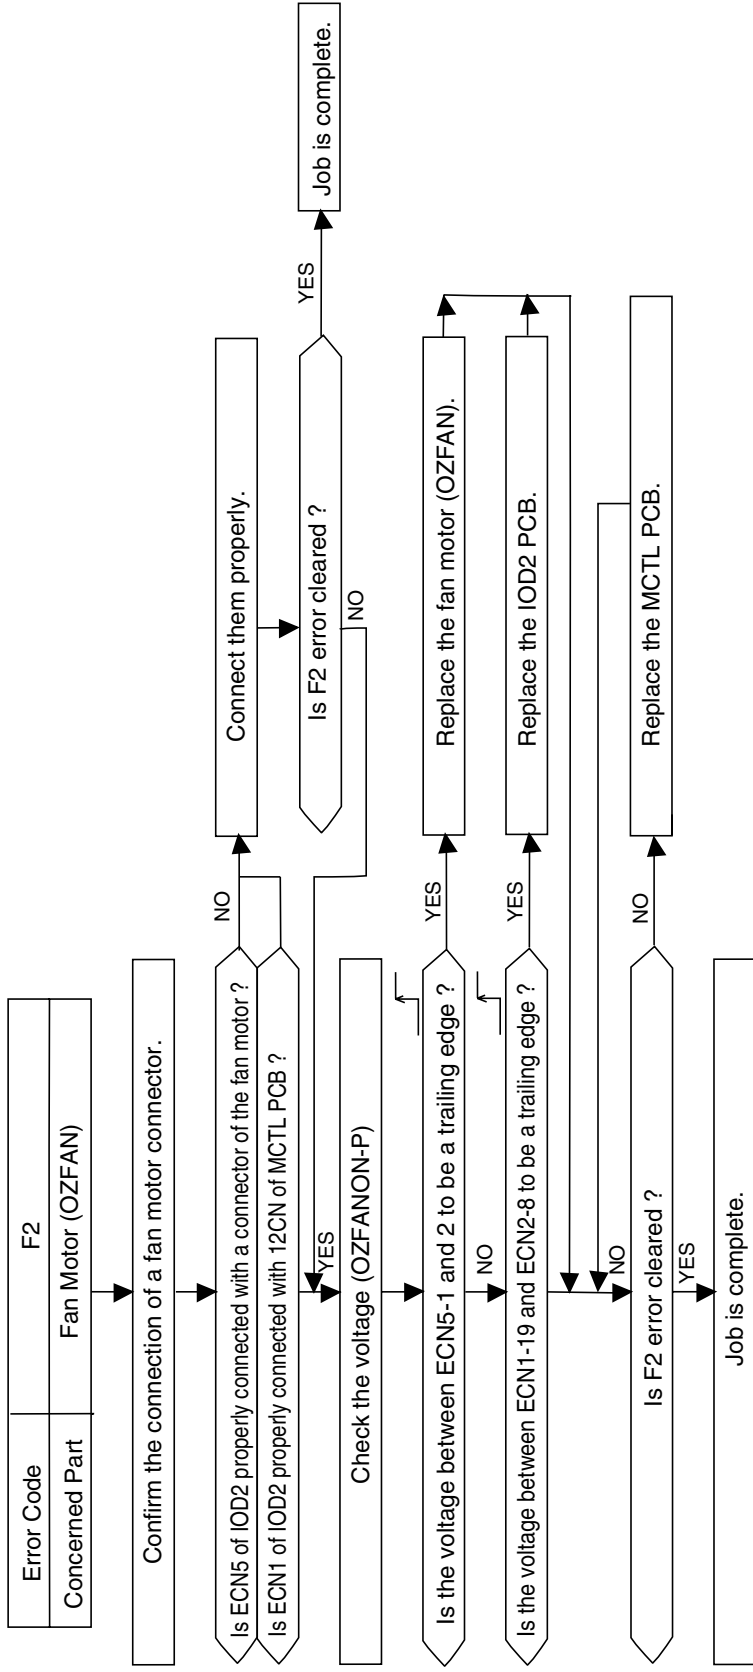 Error Code F2
Concerned Part Fan Motor (OZFAN)
Confirm the connection of a fan motor connector.
Is ECN5 of IOD2 properly connected with a connector of the fan motor ?
Is ECN1 of IOD2 properly connected with 12CN of MCTL PCB ?
NO
Connect them properly.
Is F2 error cleared ?
YES
Job is complete.
NO
YES
Check the voltage (OZFANON-P)
Is the voltage between ECN5-1 and 2 to be a trailing edge ?
YES
Replace the fan motor (OZFAN).
NO
Is the voltage between ECN1-19 and ECN2-8 to be a trailing edge ?
YES
Replace the IOD2 PCB.
NO
Is F2 error cleared ?
NO
Replace the MCTL PCB.
YES
Job is complete.